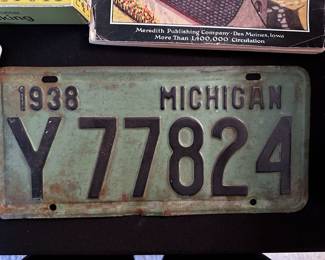 Meredith Publishing Company · Des Moines, Iowa
More Than 1,400,000 Circulation
1938 MICHIGAN
Y 77824